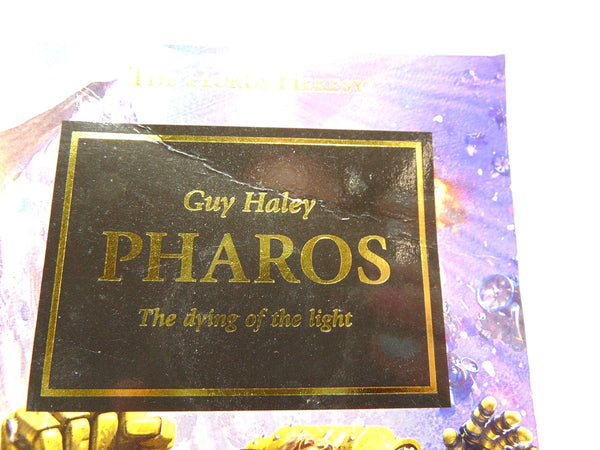 THE HORUS HERESY®
Guy Haley
PHAROS
The dying of the light